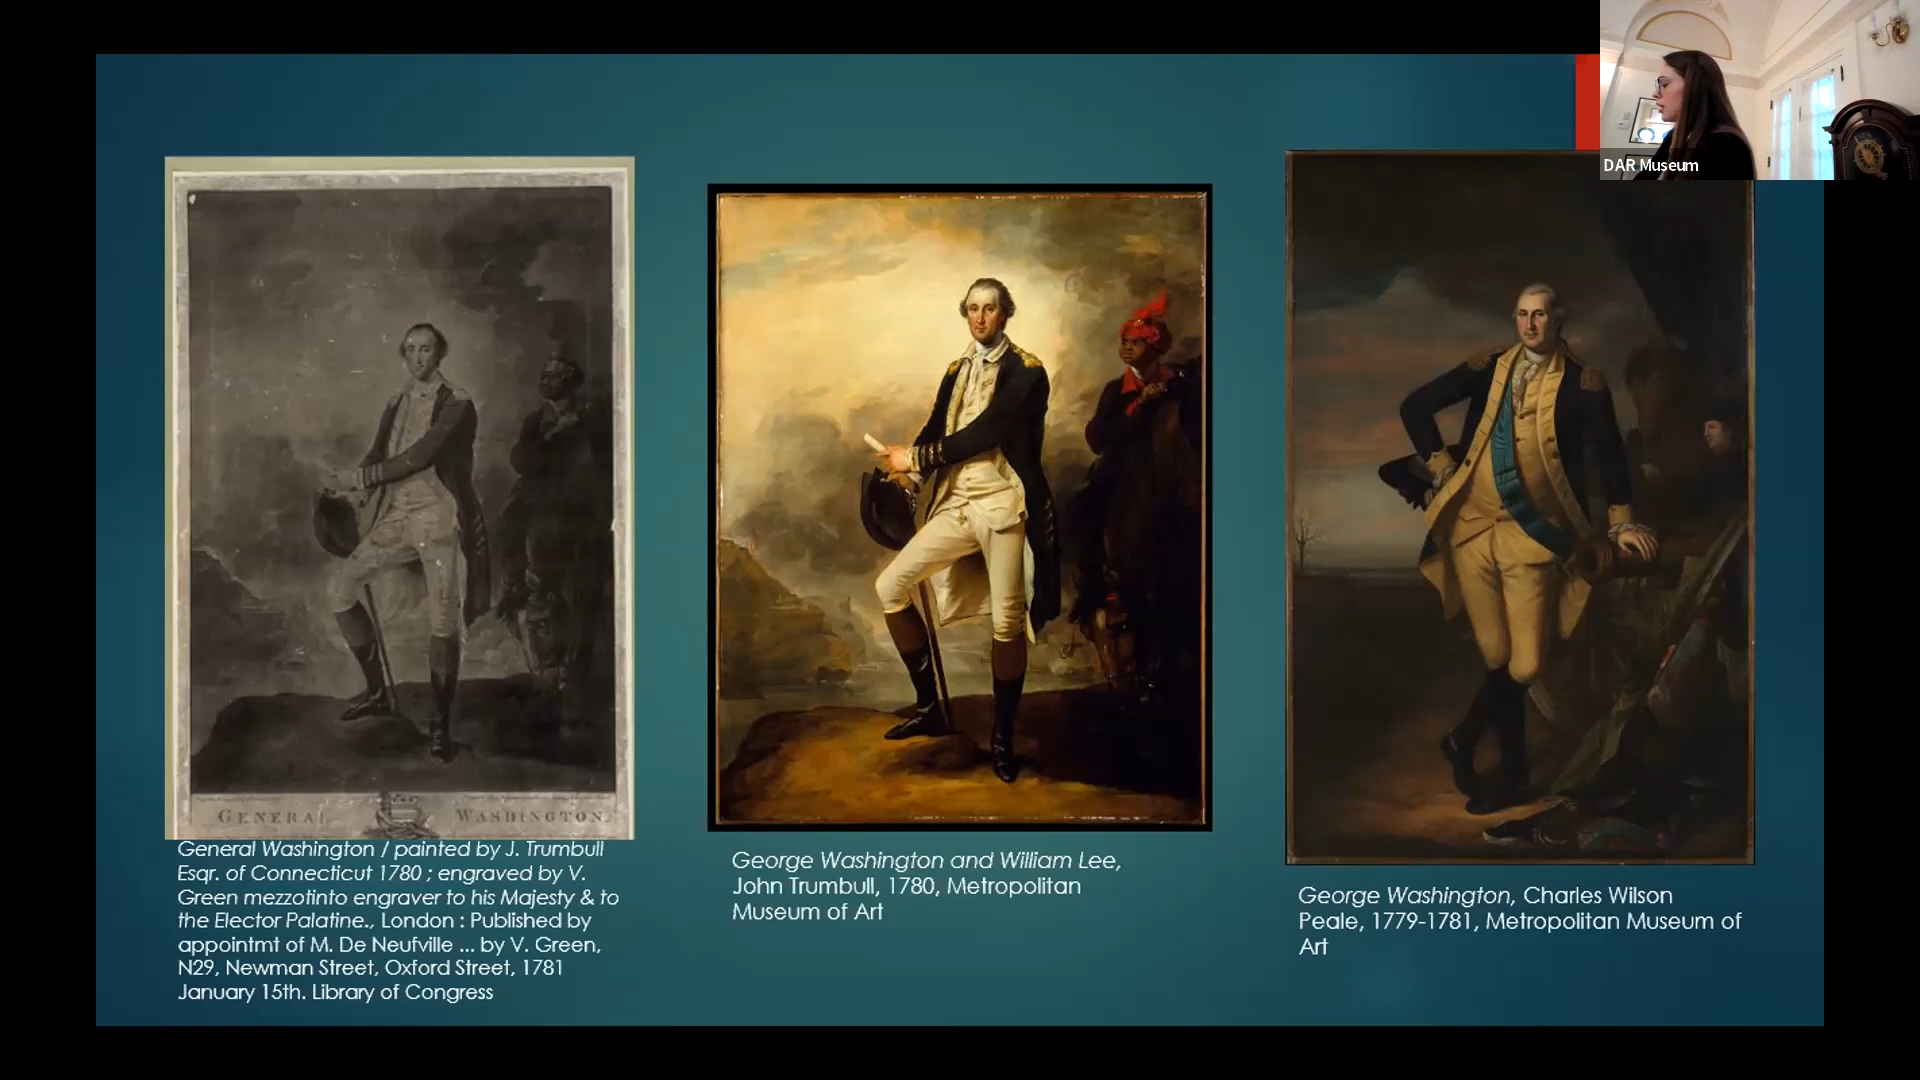 DAR Museum
GENERAL WASHINGTON.
General Washington / painted by J. Trumbull
Esqr. of Connecticut 1780 ; engraved by V.
Green mezzotinto engraver to his Majesty & to
the Elector Palatine., London : Published by
appointmt of M. De Neufville ... by V. Green,
N29, Newman Street, Oxford Street, 1781
January 15th. Library of Congress
George Washington and William Lee,
John Trumbull, 1780, Metropolitan
Museum of Art
George Washington, Charles Wilson
Peale, 1779-1781, Metropolitan Museum of
Art